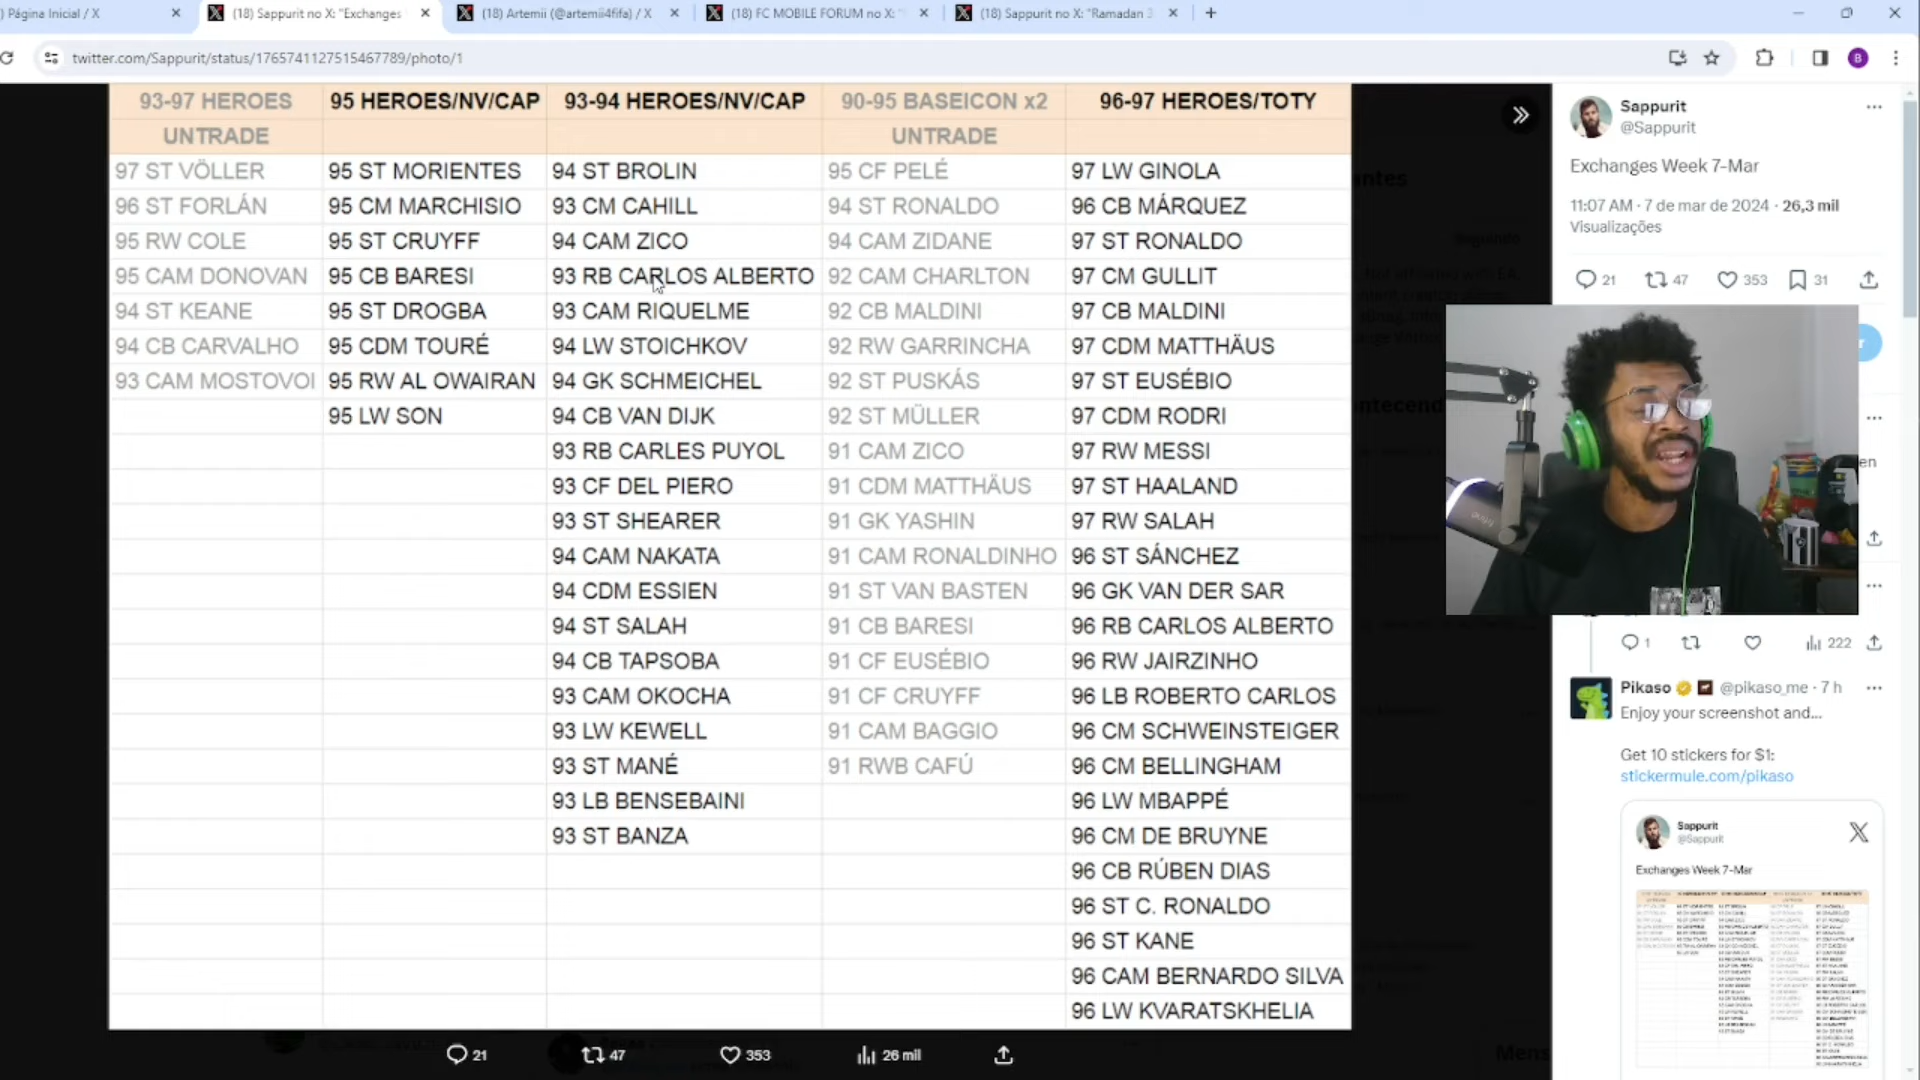 ) Página Inicial / X
(18) Sappurit no X: "Exchanges
(18) Artemii (@artemii4fifa) / X
(18) FC MOBILE FORUM no X: "
(18) Sappurit no X: "Ramadan
twitter.com/Sappurit/status/1765741127515467789/photo/1
B
93-97 HEROES 95 HEROES/NV/CAP 93-94 HEROES/NV/CAP 90-95 BASEICON x2 96-97 HEROES/TOTY
UNTRADE UNTRADE
97 ST VÖLLER 95 ST MORIENTES 94 ST BROLIN 95 CF PELÉ 97 LW GINOLA
96 ST FORLÁN 95 CM MARCHISIO 93 CM CAHILL 94 ST RONALDO 96 CB MÁRQUEZ
95 RW COLE 95 ST CRUYFF 94 CAM ZICO 94 CAM ZIDANE 97 ST RONALDO
95 CAM DONOVAN 95 CB BARESI 93 RB CARLOS ALBERTO 92 CAM CHARLTON 97 CM GULLIT
94 ST KEANE 95 ST DROGBA 93 CAM RIQUELME 92 CB MALDINI 97 CB MALDINI
94 CB CARVALHO 95 CDM TOURÉ 94 LW STOICHKOV 92 RW GARRINCHA 97 CDM MATTHÄUS
93 CAM MOSTOVOI 95 RW AL OWAIRAN 94 GK SCHMEICHEL 92 ST PUSKÁS 97 ST EUSÉBIO
95 LW SON 94 CB VAN DIJK 92 ST MÜLLER 97 CDM RODRI
93 RB CARLES PUYOL 91 CAM ZICO 97 RW MESSI
93 CF DEL PIERO 91 CDM MATTHÄUS 97 ST HAALAND
93 ST SHEARER 91 GK YASHIN 97 RW SALAH
94 CAM NAKATA 91 CAM RONALDINHO 96 ST SÁNCHEZ
94 CDM ESSIEN 91 ST VAN BASTEN 96 GK VAN DER SAR
94 ST SALAH 91 CB BARESI 96 RB CARLOS ALBERTO
94 CB TAPSOBA 91 CF EUSÉBIO 96 RW JAIRZINHO
93 CAM OKOCHA 91 CF CRUYFF 96 LB ROBERTO CARLOS
93 LW KEWELL 91 CAM BAGGIO 96 CM SCHWEINSTEIGER
93 ST MANÉ 91 RWB CAFÚ 96 CM BELLINGHAM
93 LB BENSEBAINI 96 LW MBAPPÉ
93 ST BANZA 96 CM DE BRUYNE
96 CB RÚBEN DIAS
96 ST C. RONALDO
96 ST KANE
96 CAM BERNARDO SILVA
96 LW KVARATSKHELIA
21 47 353 26 mil
Sappurit
@Sappurit
Exchanges Week 7-Mar
11:07 AM · 7 de mar de 2024 · 26,3 mil
Visualizações
21 47 353 31
en
1 222
Pikaso @pikaso_me · 7 h
Enjoy your screenshot and...
Get 10 stickers for $1:
stickermule.com/pikaso
Sappurit
@Sappurit
Exchanges Week 7-Mar